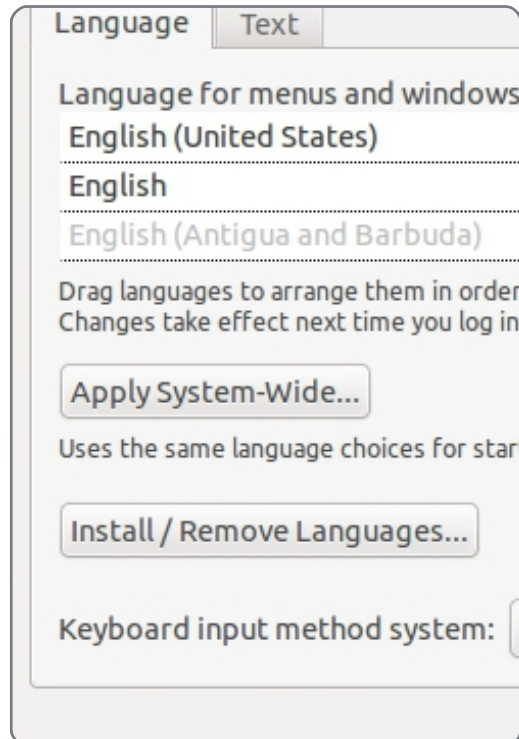 Language Text
Language for menus and windows
English (United States)
English
English (Antigua and Barbuda)
Drag languages to arrange them in order
Changes take effect next time you log in
Apply System-Wide...
Uses the same language choices for star
Install / Remove Languages...
Keyboard input method system: